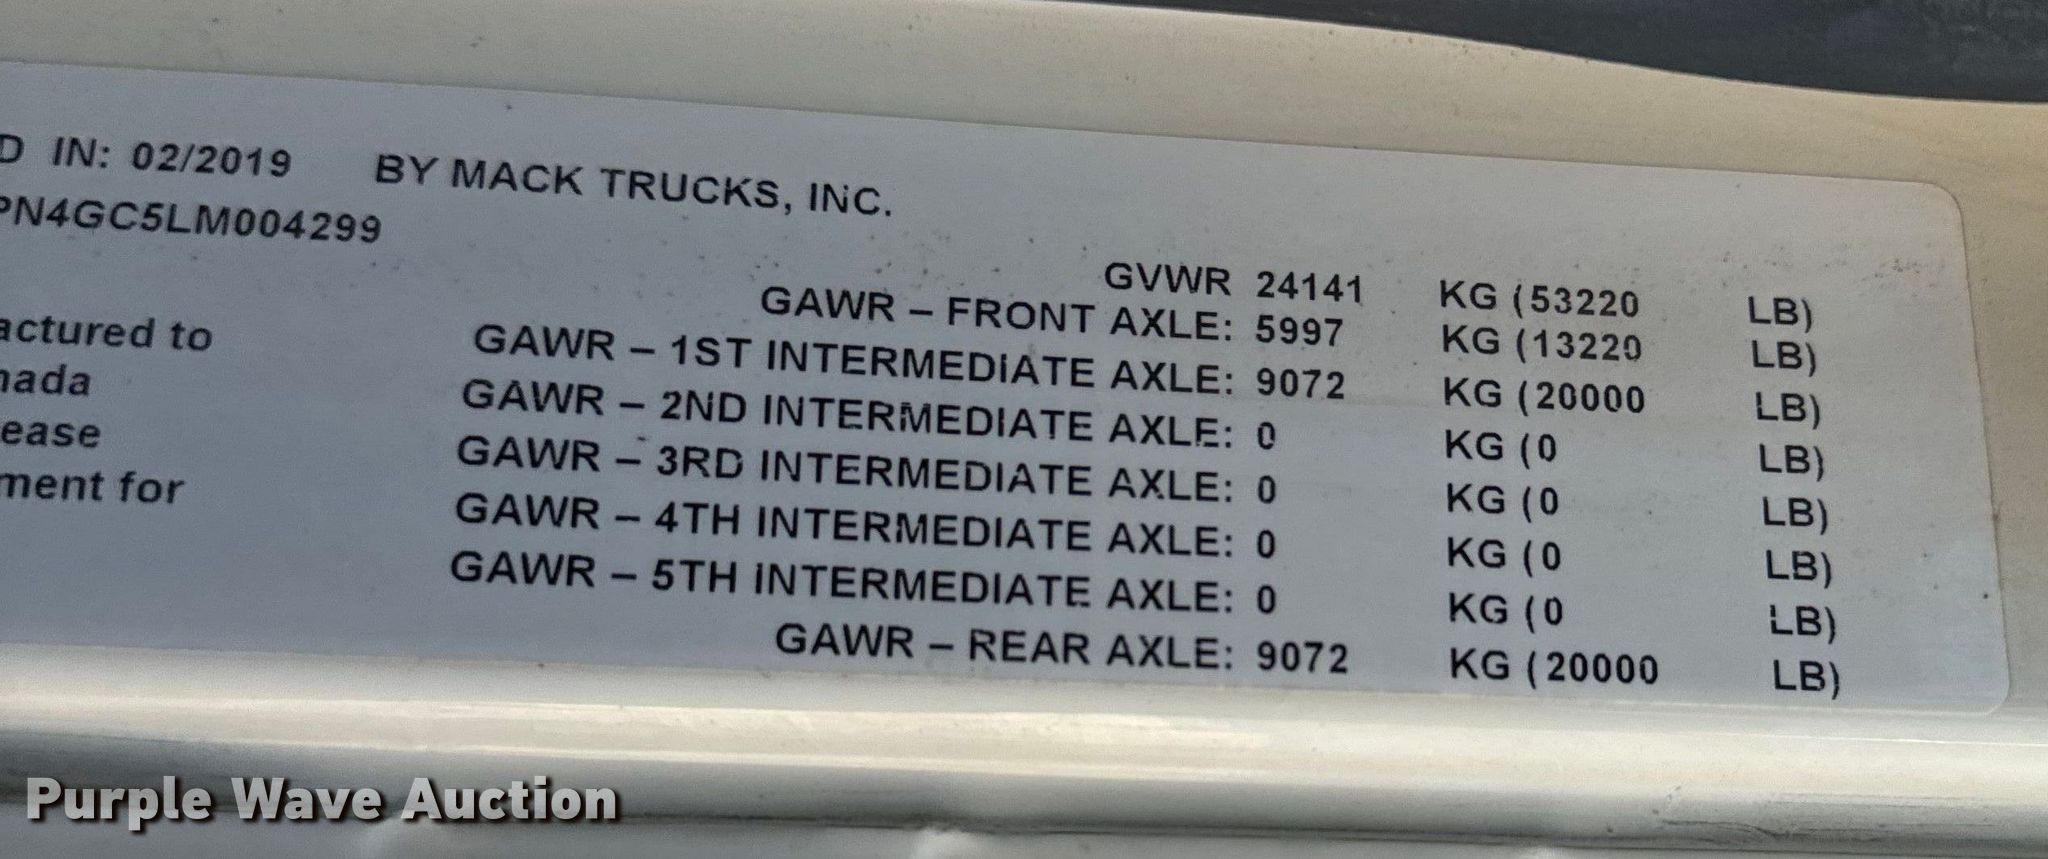 D IN: 02/2019 BY MACK TRUCKS, INC.
PN4GC5LM004299
GVWR 24141 KG (53220 LB)
GAWR – FRONT AXLE: 5997 KG (13220 LB)
GAWR – 1ST INTERMEDIATE AXLE: 9072 KG (20000 LB)
GAWR – 2ND INTERMEDIATE AXLE: 0 KG (0 LB)
GAWR – 3RD INTERMEDIATE AXLE: 0 KG (0 LB)
GAWR – 4TH INTERMEDIATE AXLE: 0 KG (0 LB)
GAWR – 5TH INTERMEDIATE AXLE: 0 KG (0 LB)
GAWR – REAR AXLE: 9072 KG (20000 LB)
actured to
nada
ease
ment for
Purple Wave Auction